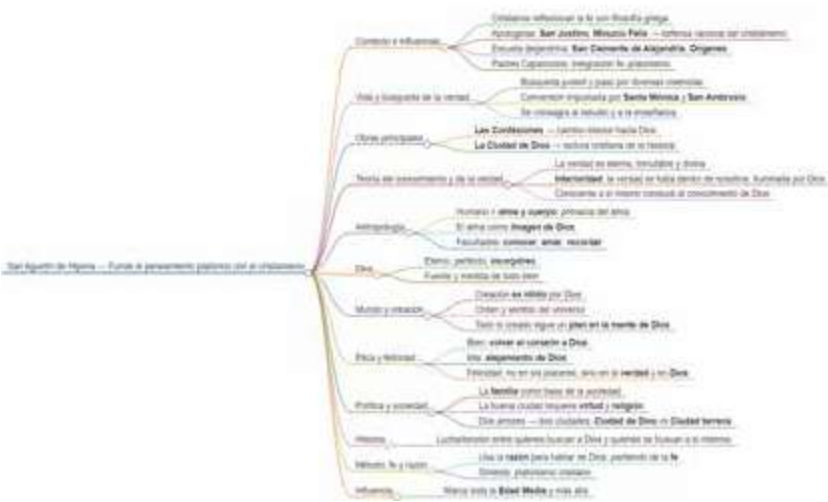 San Agustín de Hipona — Funde el pensamiento platónico con el cristianismo
Contexto e influencias
Cristianos reflexionan la fe con filosofía griega
Apologistas: San Justino, Minucio Félix — defensa racional del cristianismo
Escuela alejandrina: San Clemente de Alejandría, Orígenes
Padres Capadocios: integración fe-platonismo
Vida y búsqueda de la verdad
Búsqueda juvenil y paso por diversas creencias
Conversión impulsada por Santa Mónica y San Ambrosio
Se consagra al estudio y a la enseñanza
Obras principales
Las Confesiones — camino interior hacia Dios
La Ciudad de Dios — lectura cristiana de la historia
Teoría del conocimiento y de la verdad
La verdad es eterna, inmutable y divina
Interioridad: la verdad se halla dentro de nosotros, iluminada por Dios
Conocerse a sí mismo conduce al conocimiento de Dios
Antropología
Humano = alma y cuerpo, primacía del alma
El alma como imagen de Dios
Facultades: conocer, amar, recordar
Dios
Eterno, perfecto, incorpóreo
Fuente y medida de todo bien
Mundo y creación
Creación ex nihilo por Dios
Orden y sentido del universo
Todo lo creado sigue un plan en la mente de Dios
Ética y felicidad
Bien: volver el corazón a Dios
Mal: alejamiento de Dios
Felicidad: no en los placeres, sino en la verdad y en Dios
Política y sociedad
La familia como base de la sociedad
La buena ciudad requiere virtud y religión
Dos amores — dos ciudades: Ciudad de Dios vs Ciudad terrena
Historia
Lucha/tensión entre quienes buscan a Dios y quienes se buscan a sí mismos
Método: fe y razón
Usa la razón para hablar de Dios, partiendo de la fe
Síntesis: platonismo cristiano
Influencia
Marca toda la Edad Media y más allá